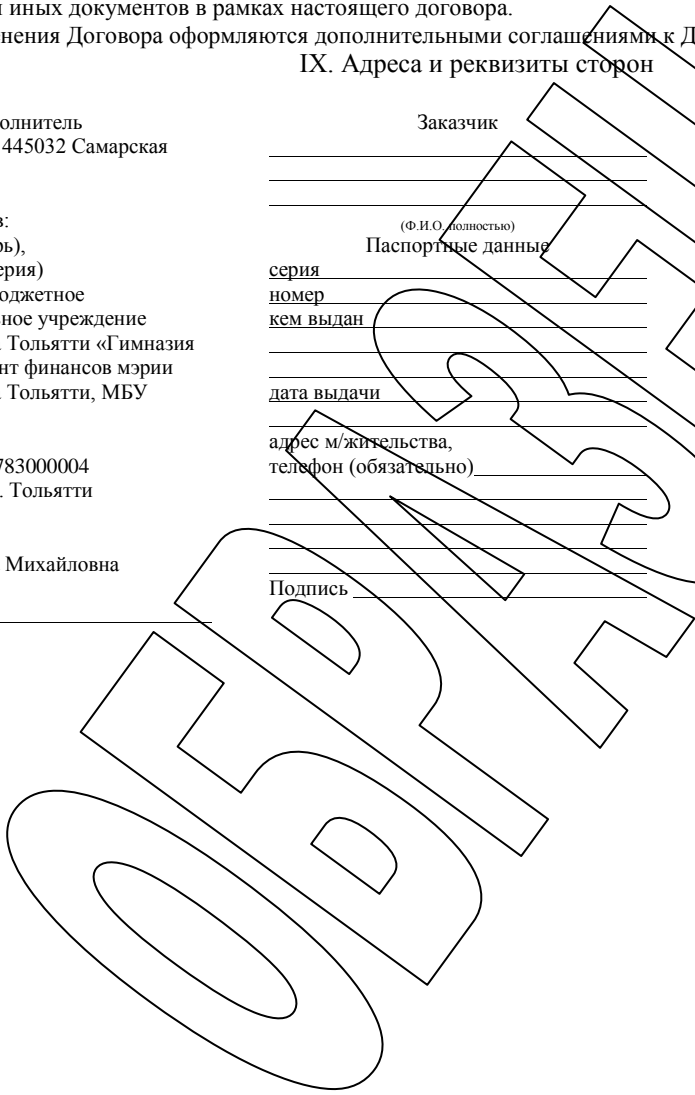 иных документов в рамках настоящего договора.
нения Договора оформляются дополнительными соглашениями к Д
IX. Адреса и реквизиты сторон
олнитель
445032 Самарская
в:
рь),
ерия)
юджетное
ное учреждение
Тольятти «Гимназия
нт финансов мэрии
Тольятти, МБУ
783000004
. Тольятти
Михайловна
Заказчик
(Ф.И.О. полностью)
Паспортные данные
серия
номер
кем выдан
дата выдачи
адрес м/жительства,
телефон (обязательно)
Подпись
ОБРАЗЕЦ